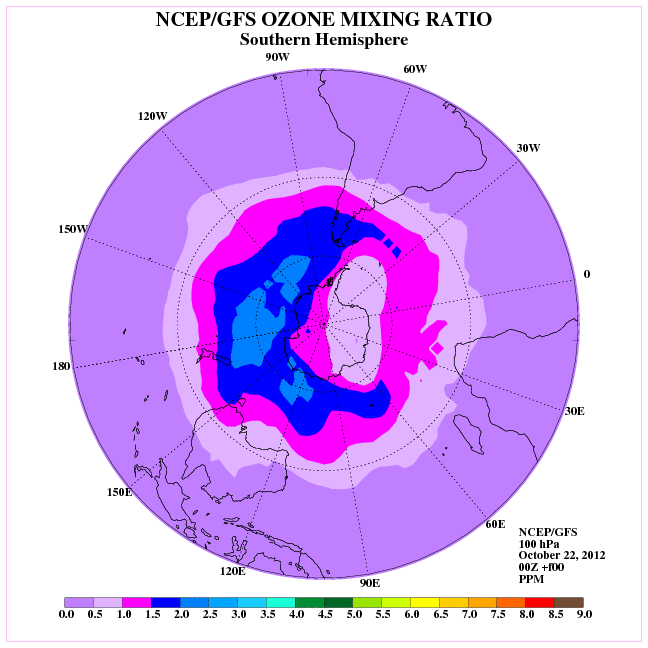 NCEP/GFS OZONE MIXING RATIO
Southern Hemisphere
90W
60W
120W
30W
150W
0
180
30E
150E
60E
120E
90E
NCEP/GFS
100 hPa
October 22, 2012
00Z +f00
PPM
0.0 0.5 1.0 1.5 2.0 2.5 3.0 3.5 4.0 4.5 5.0 5.5 6.0 6.5 7.0 7.5 8.0 8.5 9.0